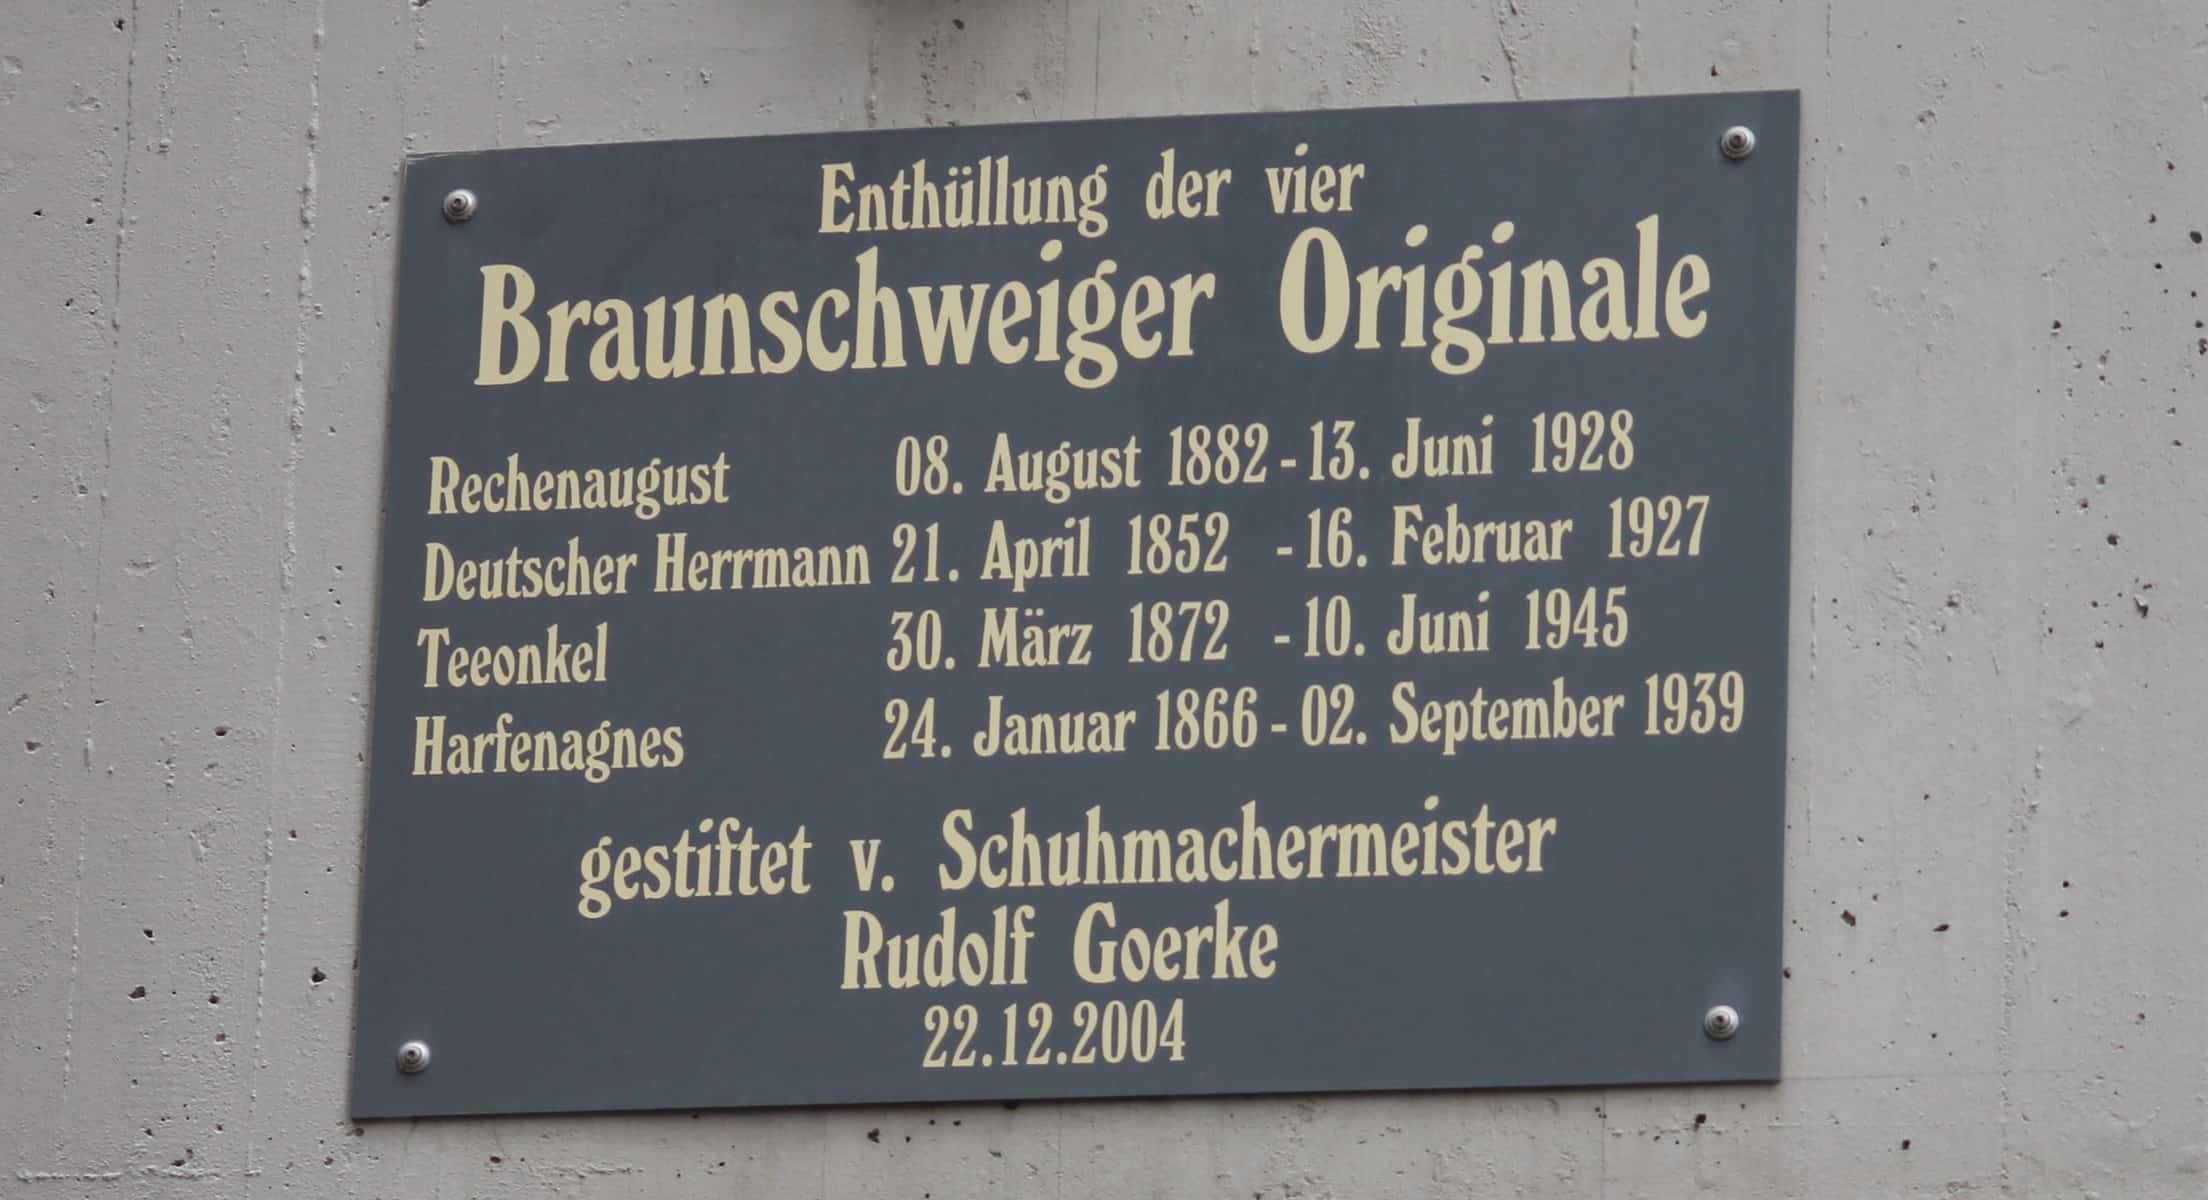 Enthüllung der vier
Braunschweiger Originale
Rechenaugust 08. August 1882 - 13. Juni 1928
Deutscher Herrmann 21. April 1852 - 16. Februar 1927
Teeonkel 30. März 1872 - 10. Juni 1945
Harfenagnes 24. Januar 1866 - 02. September 1939
gestiftet v. Schuhmachermeister
Rudolf Goerke
22.12.2004